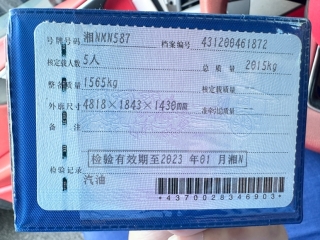 号牌号码 湘NKN587 档案编号 431200461872
核定载人数 5人 总质量 2015kg
整备质量 1565kg 核定载质量 --
外廓尺寸 4818×1843×1430mm 准牵引总质量 --
备注
检验有效期至2023年01月湘N
检验记录
汽油
*4370028346903*